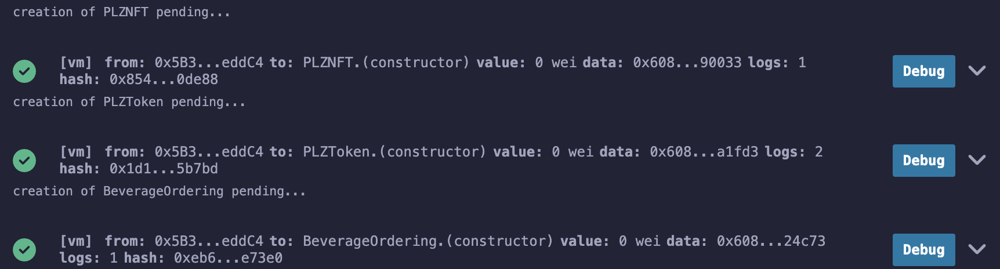 creation of PLZNFT pending...
[vm] from: 0x5B3...eddC4 to: PLZNFT.(constructor) value: 0 wei data: 0x608...90033 logs: 1
hash: 0x854...0de88
Debug
creation of PLZToken pending...
[vm] from: 0x5B3...eddC4 to: PLZToken.(constructor) value: 0 wei data: 0x608...a1fd3 logs: 2
hash: 0x1d1...5b7bd
Debug
creation of BeverageOrdering pending...
[vm] from: 0x5B3...eddC4 to: BeverageOrdering.(constructor) value: 0 wei data: 0x608...24c73
logs: 1 hash: 0xeb6...e73e0
Debug